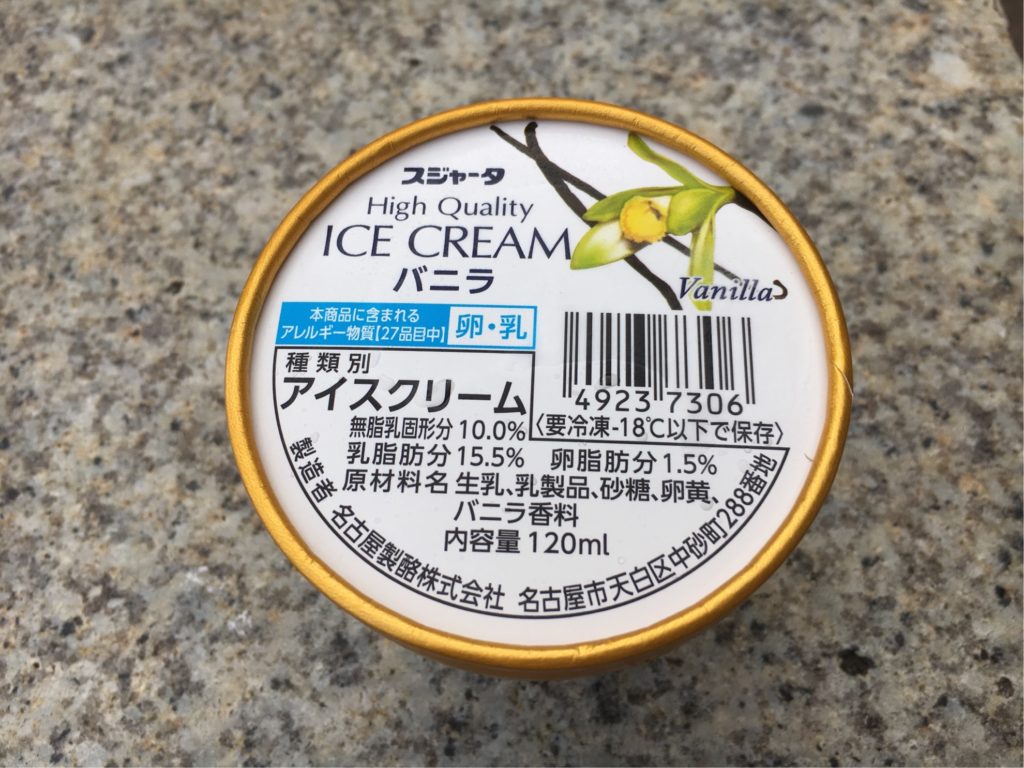 スジャータ
High Quality
ICE CREAM
バニラ
Vanilla
本商品に含まれる
アレルギー物質【27品目中】
卵・乳
4923 7306
〈要冷凍-18℃以下で保存〉
種類別
アイスクリーム
無脂乳固形分 10.0%
乳脂肪分 15.5% 卵脂肪分 1.5%
原材料名 生乳、乳製品、砂糖、卵黄、
バニラ香料
内容量 120ml
製造者 名古屋製酪株式会社 名古屋市天白区中砂町288番地